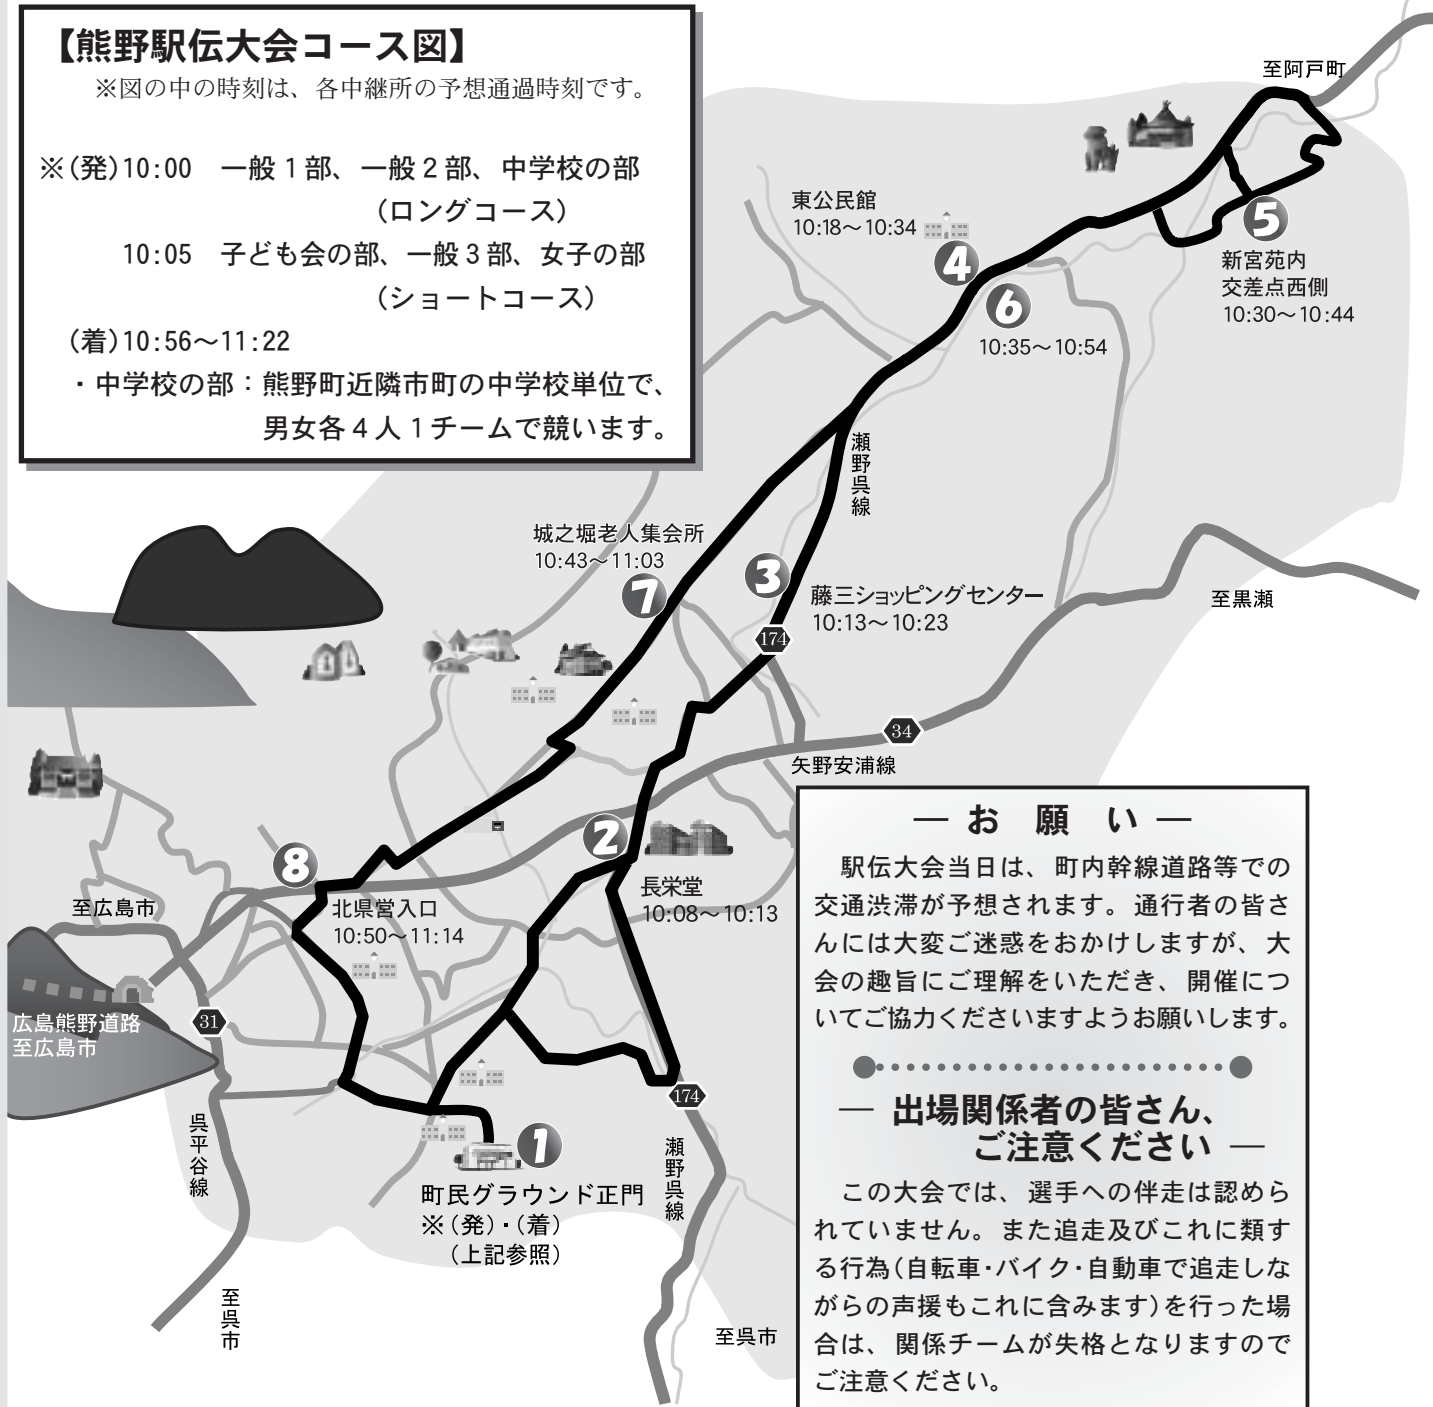 【熊野駅伝大会コース図】
※図の中の時刻は、各中継所の予想通過時刻です。
※(発)10:00 一般1部、一般2部、中学校の部
(ロングコース)
10:05 子ども会の部、一般3部、女子の部
(ショートコース)
(着)10:56～11:22
・中学校の部：熊野町近隣市町の中学校単位で、
男女各4人1チームで競います。
至阿戸町
東公民館
10:18～10:34
4
5
新宮苑内
交差点西側
10:30～10:44
6
10:35～10:54
瀬野呉線
城之堀老人集会所
10:43～11:03
7
3
藤三ショッピングセンター
10:13～10:23
174
至黒瀬
34
矢野安浦線
2
長栄堂
10:08～10:13
8
北県営入口
10:50～11:14
至広島市
広島熊野道路
至広島市
31
呉平谷線
174
瀬野呉線
1
町民グラウンド正門
※(発)・(着)
(上記参照)
至呉市
至呉市
― お 願 い ―
駅伝大会当日は、町内幹線道路等での
交通渋滞が予想されます。通行者の皆さ
んには大変ご迷惑をおかけしますが、大
会の趣旨にご理解をいただき、開催につ
いてご協力くださいますようお願いします。
― 出場関係者の皆さん、
ご注意ください ―
この大会では、選手への伴走は認めら
れていません。また追走及びこれに類す
る行為(自転車・バイク・自動車で追走しな
がらの声援もこれに含みます)を行った場
合は、関係チームが失格となりますので
ご注意ください。